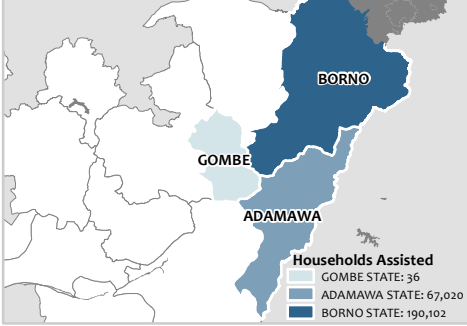 BORNO
GOMBE
ADAMAWA
Households Assisted
GOMBE STATE: 36
ADAMAWA STATE: 67,020
BORNO STATE: 190,102